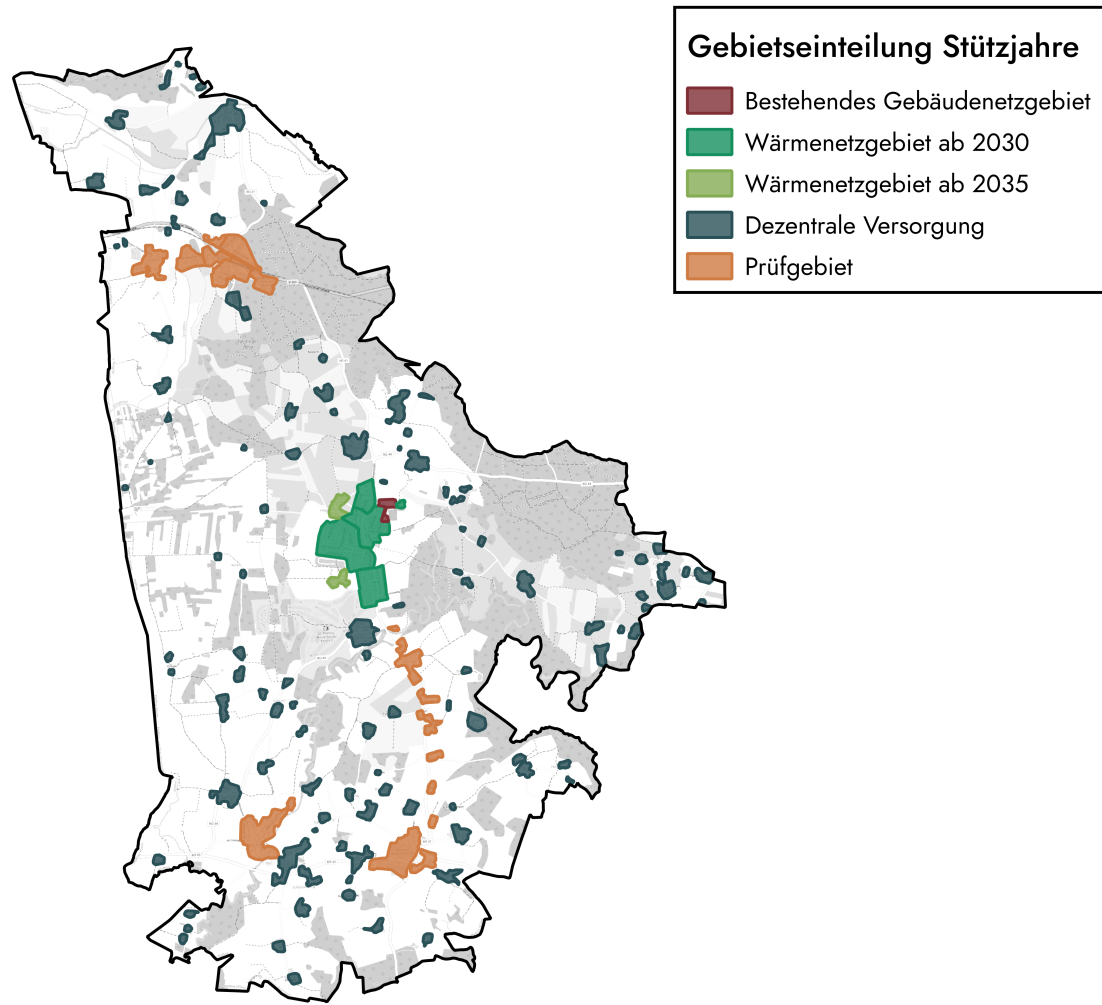 Gebietseinteilung Stützjahre
Bestehendes Gebäudenetzgebiet
Wärmenetzgebiet ab 2030
Wärmenetzgebiet ab 2035
Dezentrale Versorgung
Prüfgebiet